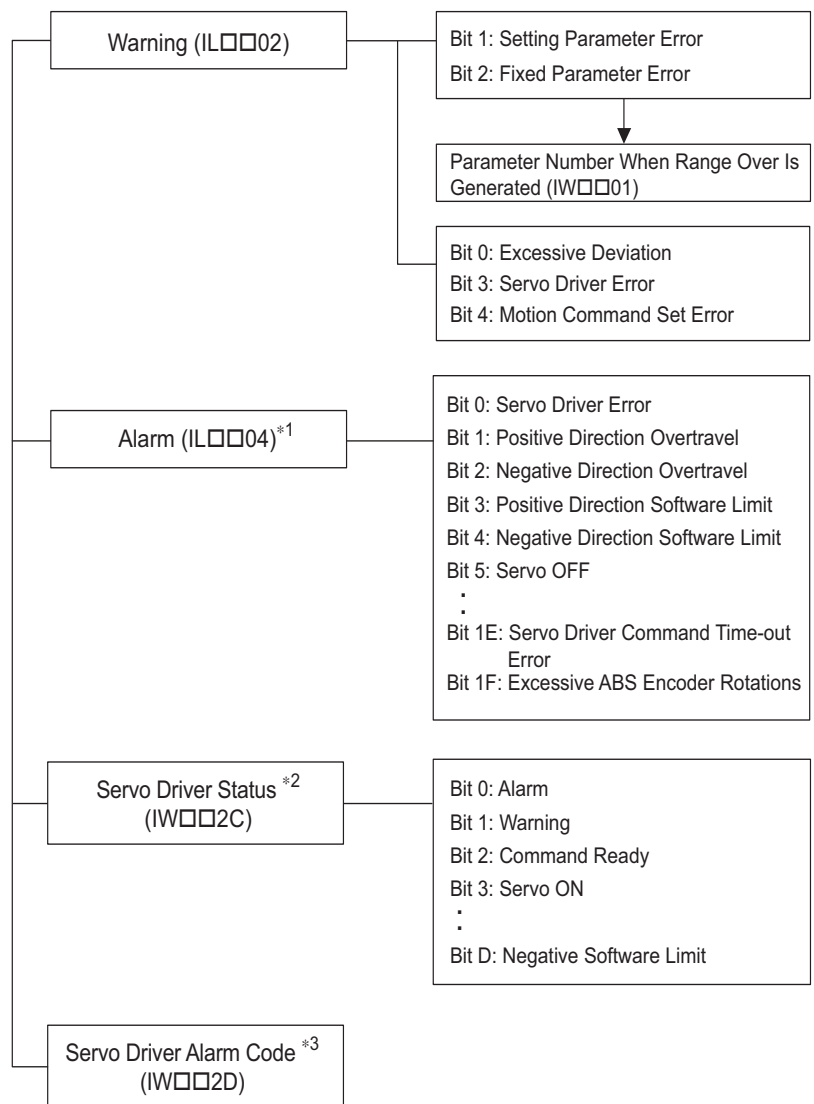 Warning (IL□□02)
Bit 1: Setting Parameter Error
Bit 2: Fixed Parameter Error
Parameter Number When Range Over Is
Generated (IW□□01)
Bit 0: Excessive Deviation
Bit 3: Servo Driver Error
Bit 4: Motion Command Set Error
Alarm (IL□□04)*1
Bit 0: Servo Driver Error
Bit 1: Positive Direction Overtravel
Bit 2: Negative Direction Overtravel
Bit 3: Positive Direction Software Limit
Bit 4: Negative Direction Software Limit
Bit 5: Servo OFF
:
Bit 1E: Servo Driver Command Time-out
Error
Bit 1F: Excessive ABS Encoder Rotations
Servo Driver Status *2
(IW□□2C)
Bit 0: Alarm
Bit 1: Warning
Bit 2: Command Ready
Bit 3: Servo ON
:
Bit D: Negative Software Limit
Servo Driver Alarm Code *3
(IW□□2D)